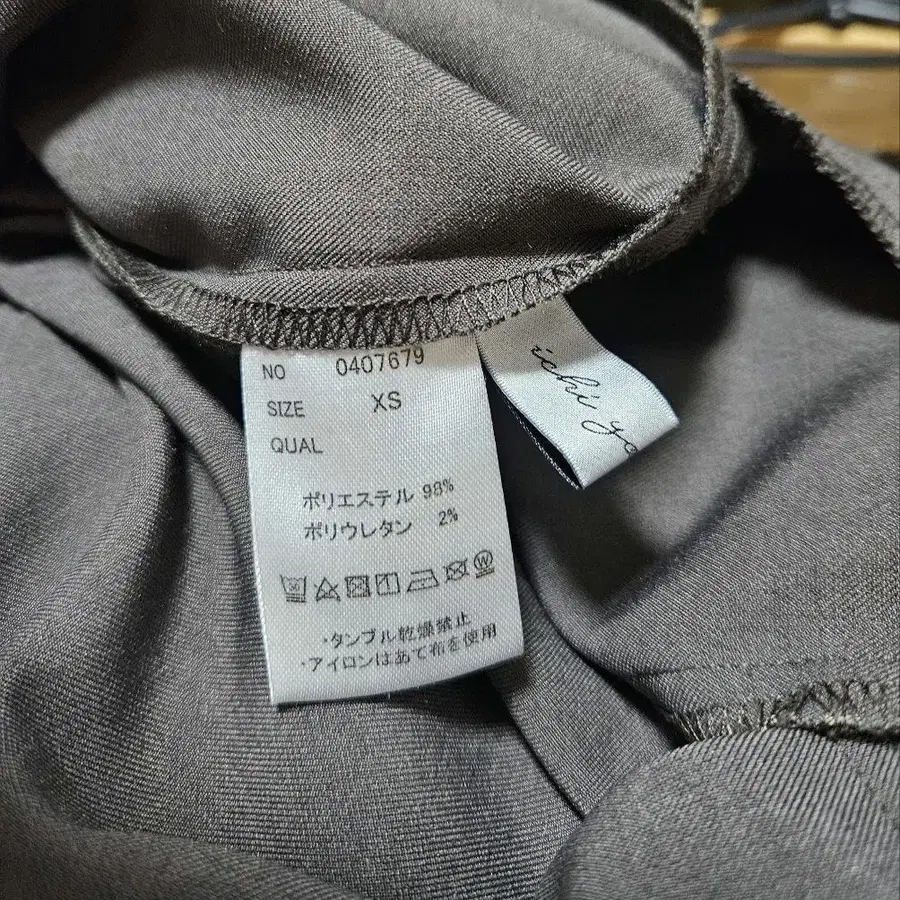 NO 0407679
SIZE XS
QUAL
ポリエステル 98%
ポリウレタン 2%
・タンブル乾燥禁止
・アイロンはあて布を使用
ichi